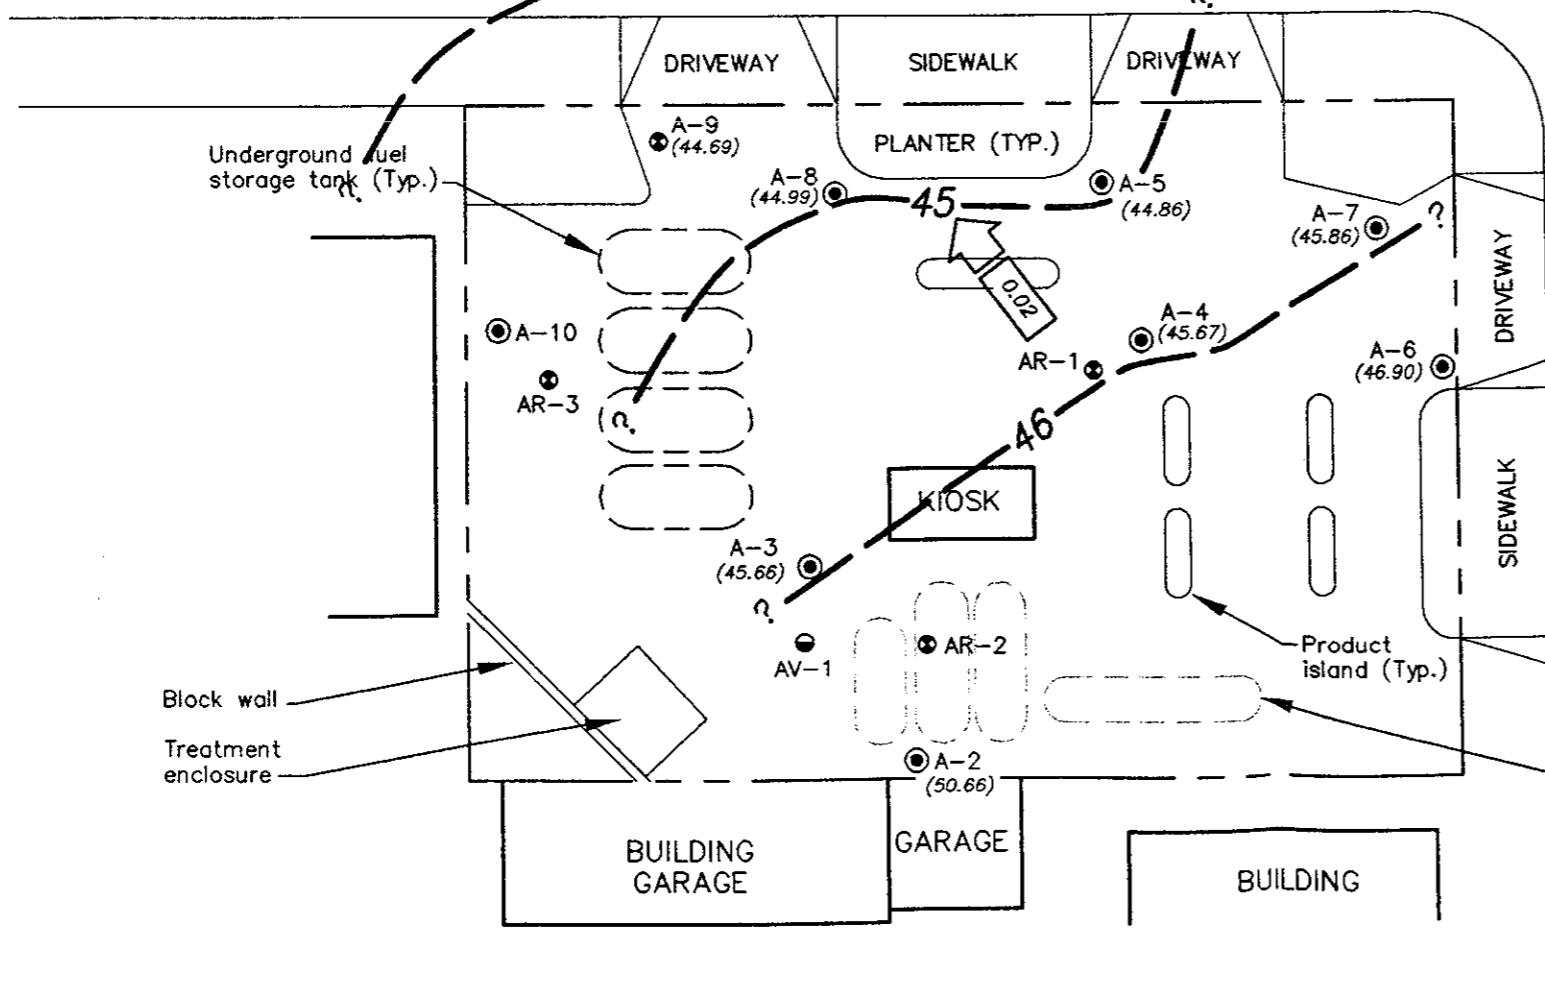 ?
DRIVEWAY
SIDEWALK
DRIVEWAY
A-9
(44.69)
PLANTER (TYP.)
Underground fuel
storage tank (Typ.)
?
A-8
(44.99)
45
A-5
(44.86)
A-7
(45.86)
?
DRIVEWAY
0.02
A-10
A-4
(45.67)
AR-1
A-6
(46.90)
AR-3
?
46
KIOSK
SIDEWALK
A-3
(45.66)
?
AV-1
AR-2
Product
island (Typ.)
Block wall
Treatment
enclosure
A-2
(50.66)
BUILDING
GARAGE
GARAGE
BUILDING